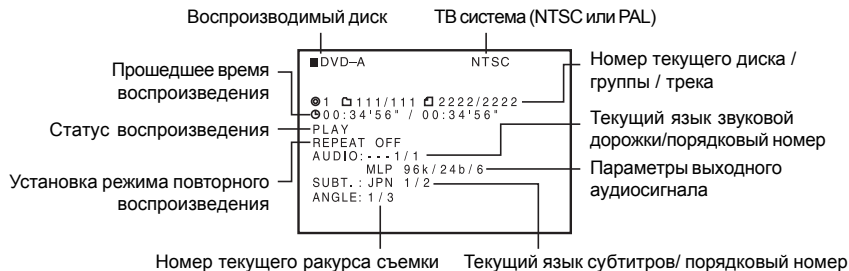 Воспроизводимый диск
ТВ система (NTSC или PAL)
Прошедшее время
воспроизведения
Статус воспроизведения
Установка режима повторного
воспроизведения
DVD–A NTSC
1 111/111 2222/2222
00:34'56" / 00:34'56"
PLAY
REPEAT OFF
AUDIO:---1/1
MLP 96k/24b/6
SUBT.:JPN 1/2
ANGLE:1/3
Номер текущего диска /
группы / трека
Текущий язык звуковой
дорожки/порядковый номер
Параметры выходного
аудиосигнала
Номер текущего ракурса съемки
Текущий язык субтитров/ порядковый номер